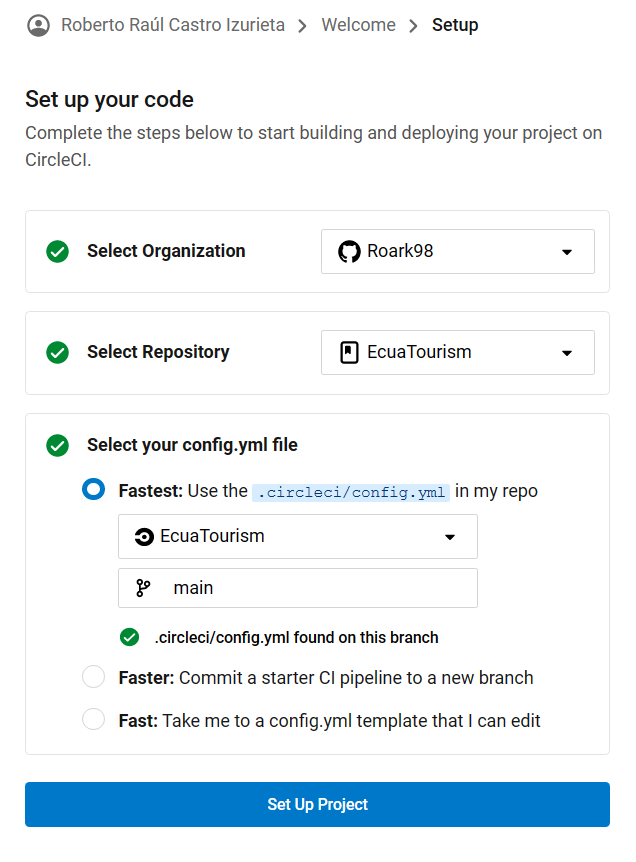 Roberto Raúl Castro Izurieta > Welcome > Setup
Set up your code
Complete the steps below to start building and deploying your project on
CircleCI.
Select Organization
Roark98
Select Repository
EcuaTourism
Select your config.yml file
Fastest: Use the .circleci/config.yml in my repo
EcuaTourism
main
.circleci/config.yml found on this branch
Faster: Commit a starter CI pipeline to a new branch
Fast: Take me to a config.yml template that I can edit
Set Up Project